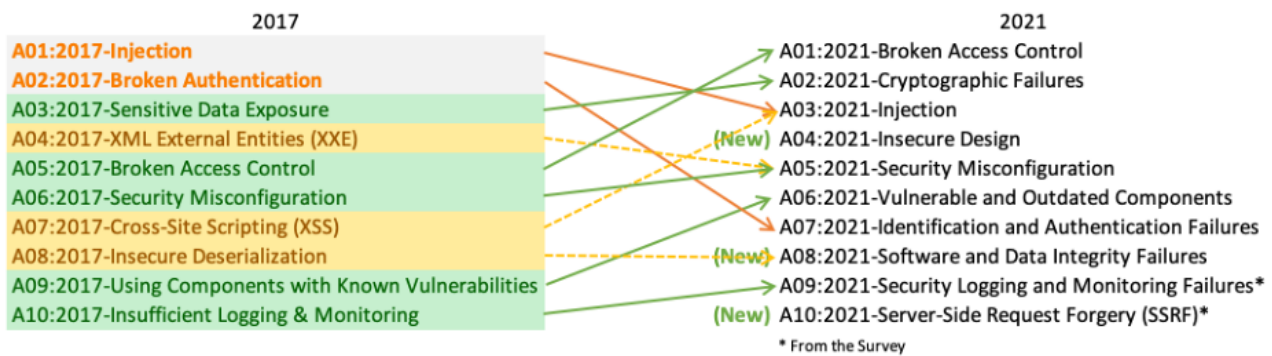 2017
A01:2017-Injection
A02:2017-Broken Authentication
A03:2017-Sensitive Data Exposure
A04:2017-XML External Entities (XXE)
A05:2017-Broken Access Control
A06:2017-Security Misconfiguration
A07:2017-Cross-Site Scripting (XSS)
A08:2017-Insecure Deserialization
A09:2017-Using Components with Known Vulnerabilities
A10:2017-Insufficient Logging & Monitoring
2021
A01:2021-Broken Access Control
A02:2021-Cryptographic Failures
A03:2021-Injection
(New) A04:2021-Insecure Design
A05:2021-Security Misconfiguration
A06:2021-Vulnerable and Outdated Components
A07:2021-Identification and Authentication Failures
(New) A08:2021-Software and Data Integrity Failures
A09:2021-Security Logging and Monitoring Failures*
(New) A10:2021-Server-Side Request Forgery (SSRF)*
* From the Survey